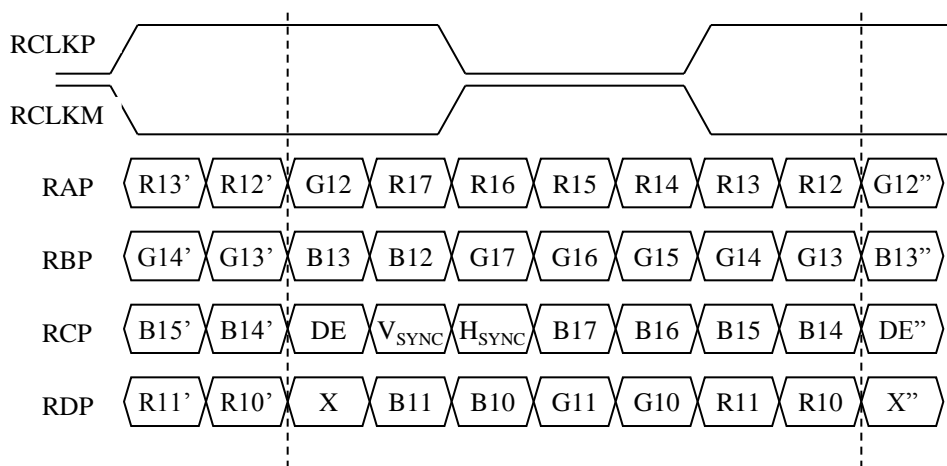 RCLKP
RCLKM
RAP R13’ R12’ G12 R17 R16 R15 R14 R13 R12 G12”
RBP G14’ G13’ B13 B12 G17 G16 G15 G14 G13 B13”
RCP B15’ B14’ DE VSYNC HSYNC B17 B16 B15 B14 DE”
RDP R11’ R10’ X B11 B10 G11 G10 R11 R10 X”